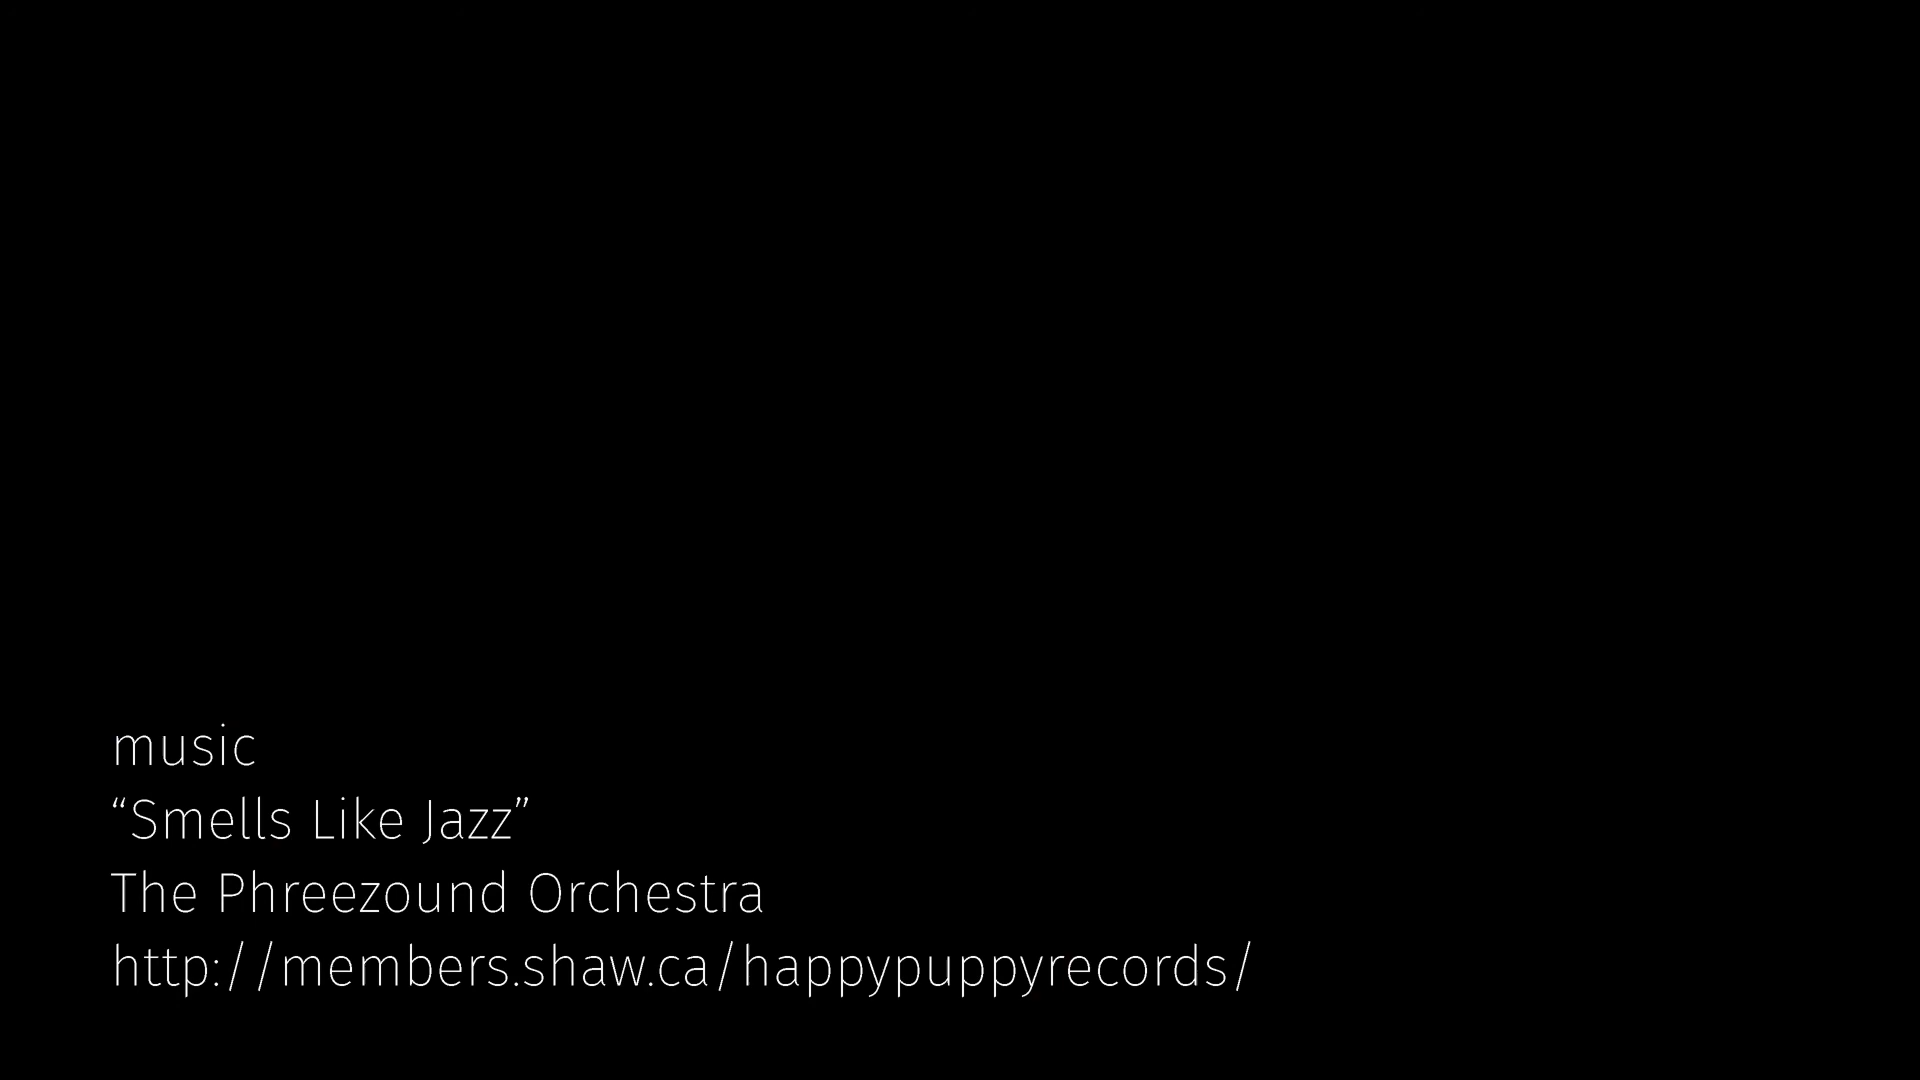 music
“Smells Like Jazz”
The Phreezound Orchestra
http://members.shaw.ca/happypuppyrecords/